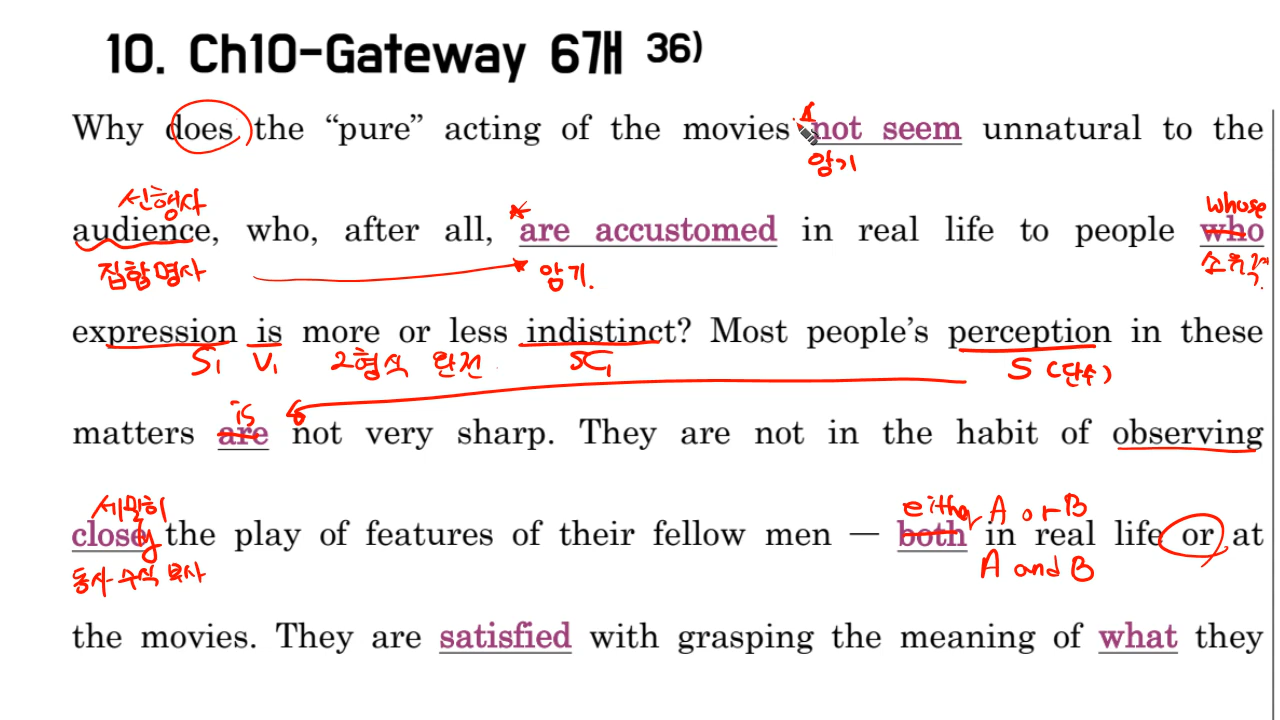 10. Ch10-Gateway 6개 36)
Why does the “pure” acting of the movies not seem unnatural to the
암기
선행사
whose
audience, who, after all, are accustomed in real life to people who
집합명사
암기.
소유격
expression is more or less indistinct? Most people’s perception in these
S₁ V₁ 2형식 완전 SC₁ S (단수)
is
matters are not very sharp. They are not in the habit of observing
세밀히
either A or B
close y the play of features of their fellow men — both in real life or at
동사 수식 부사
A and B
the movies. They are satisfied with grasping the meaning of what they